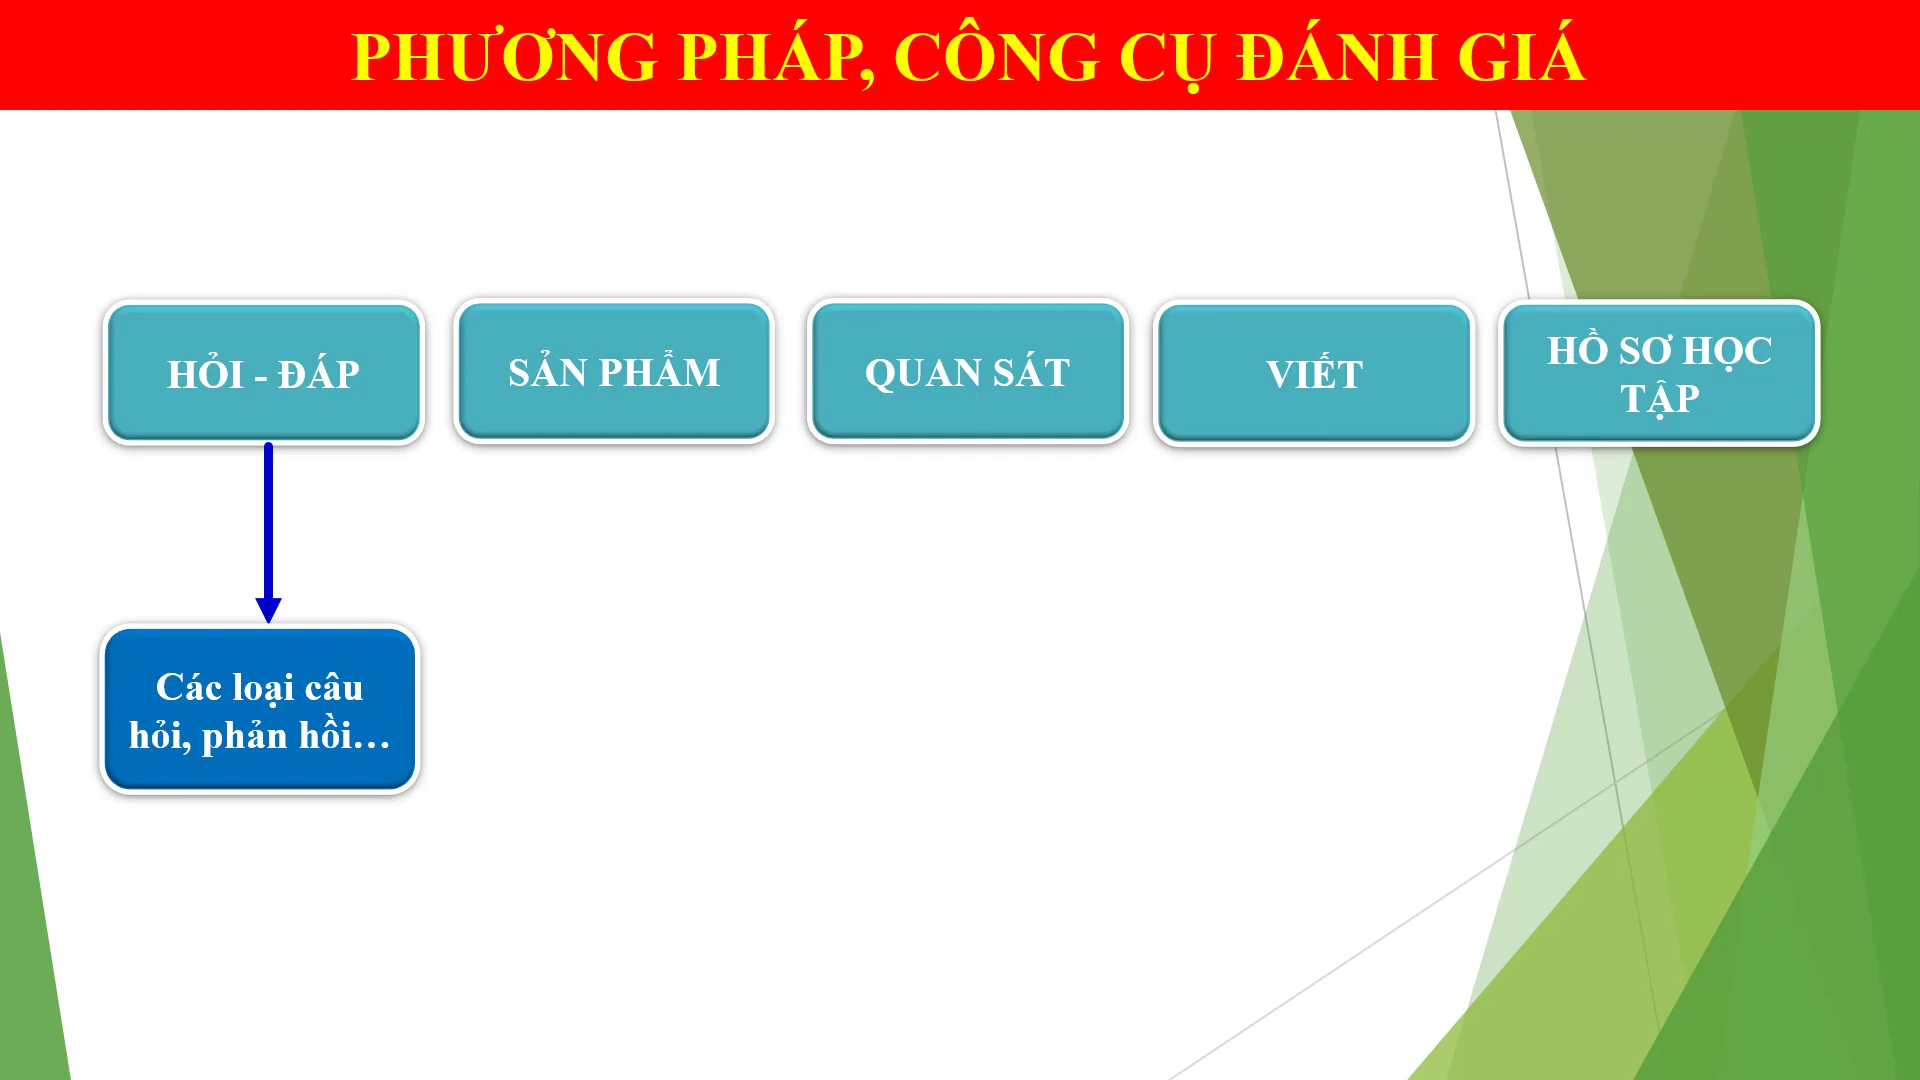 PHƯƠNG PHÁP, CÔNG CỤ ĐÁNH GIÁ
HỎI - ĐÁP
SẢN PHẨM
QUAN SÁT
VIẾT
HỒ SƠ HỌC
TẬP
Các loại câu
hỏi, phản hồi...